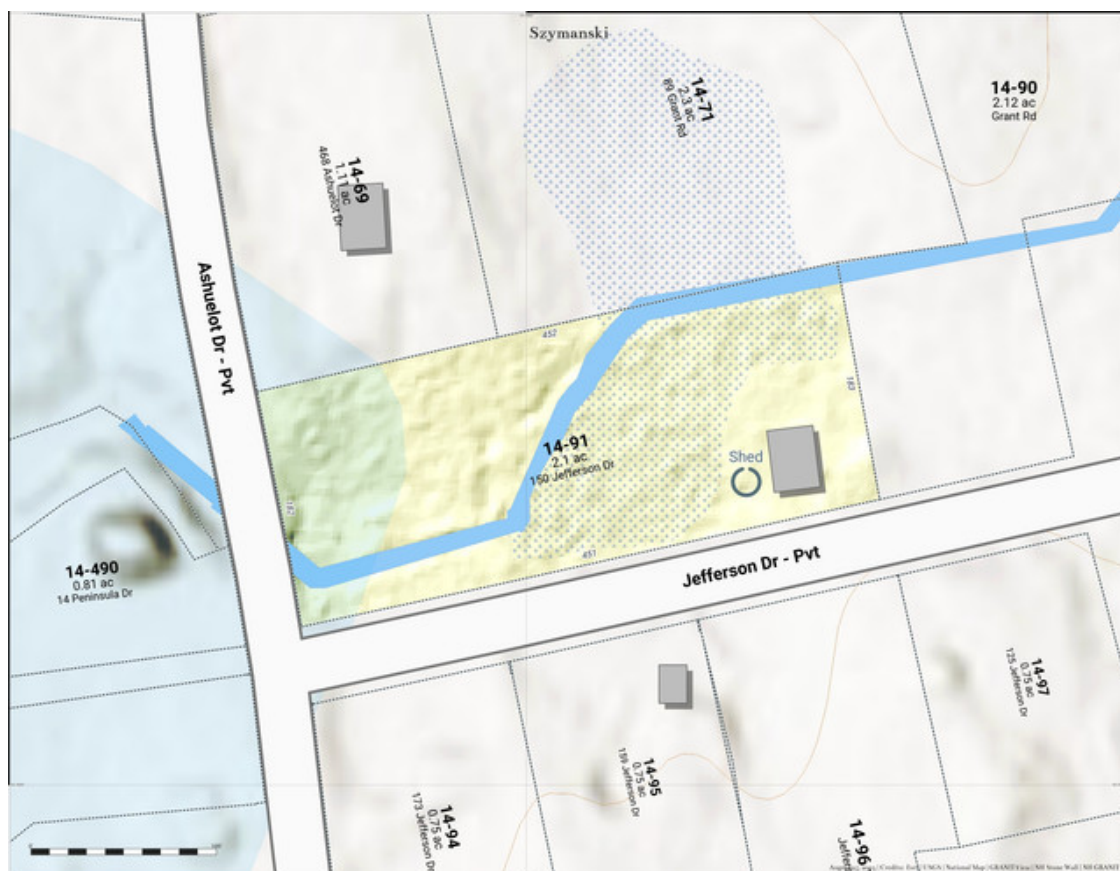 Szymanski
14-71
2.3 ac
89 Grant Rd
14-90
2.12 ac
Grant Rd
14-69
1.11 ac
468 Ashuelot Dr
Ashuelot Dr - Pvt
452
183
14-91
2.1 ac
150 Jefferson Dr
Shed
182
451
14-490
0.81 ac
14 Peninsula Dr
Jefferson Dr - Pvt
14-97
0.75 ac
125 Jefferson Dr
14-95
0.75 ac
159 Jefferson Dr
14-94
0.75 ac
173 Jefferson Dr
14-96
Jeffer